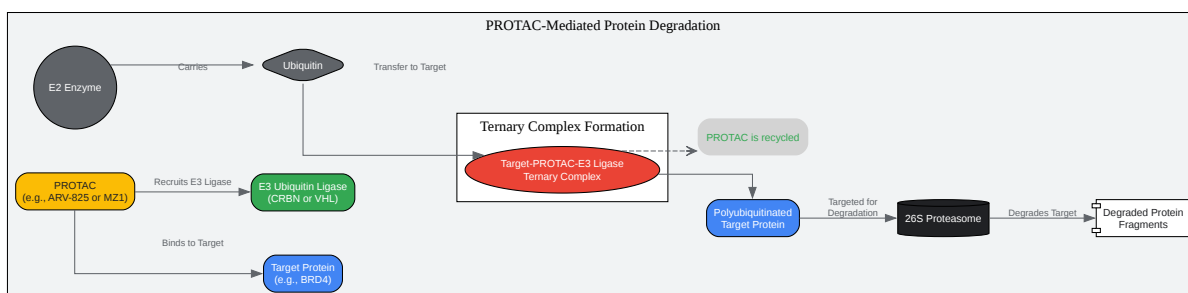 PROTAC-Mediated Protein Degradation
E2 Enzyme
Carries
Ubiquitin
Transfer to Target
Ternary Complex Formation
Target-PROTAC-E3 Ligase
Ternary Complex
PROTAC is recycled
PROTAC
(e.g., ARV-825 or MZ1)
Recruits E3 Ligase
E3 Ubiquitin Ligase
(CRBN or VHL)
Binds to Target
Target Protein
(e.g., BRD4)
Polyubiquitinated
Target Protein
Targeted for
Degradation
26S Proteasome
Degrades Target
Degraded Protein
Fragments